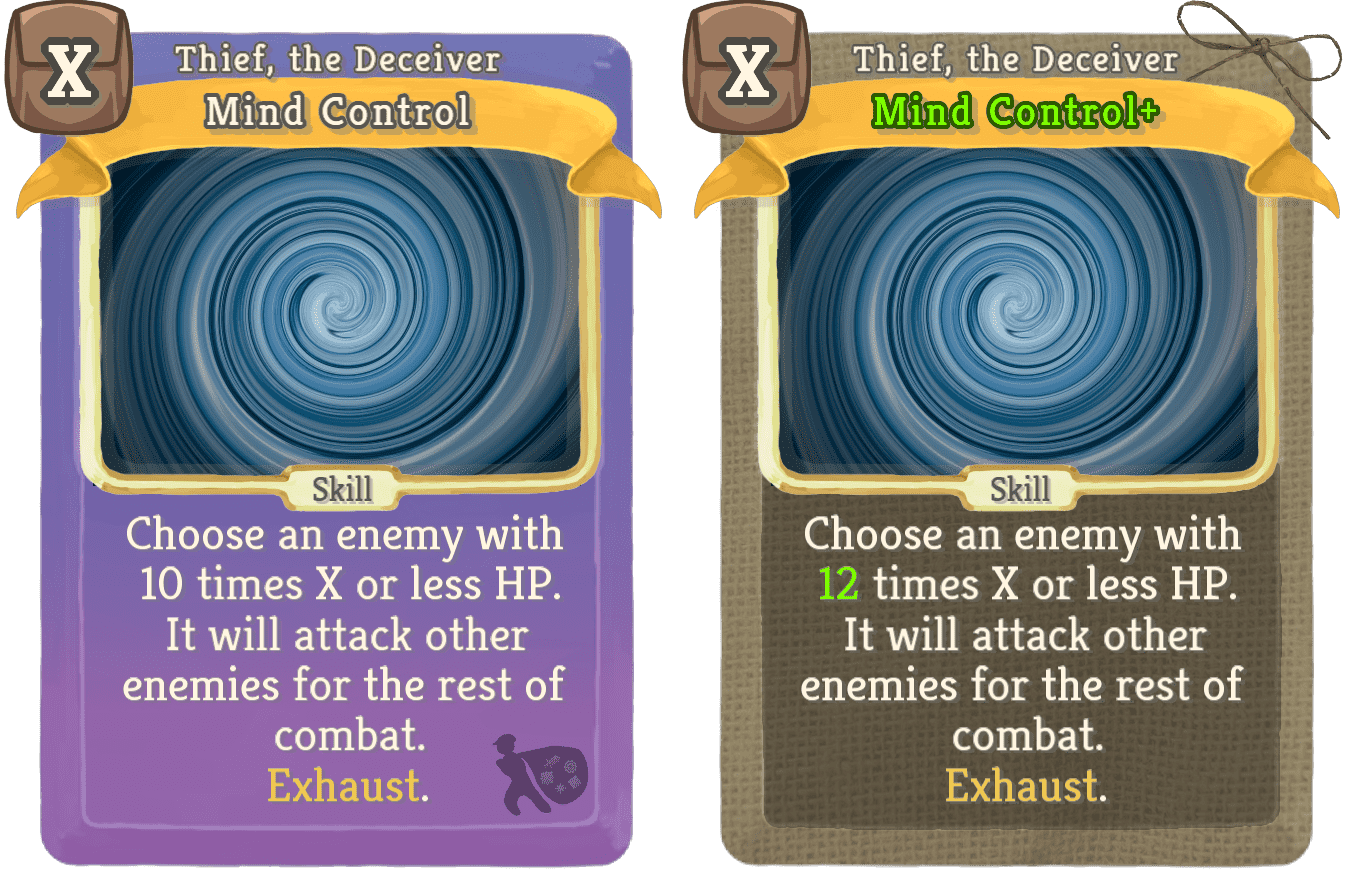 X
Thief, the Deceiver
Mind Control
Skill
Choose an enemy with
10 times X or less HP.
It will attack other
enemies for the rest of
combat.
Exhaust.
X
Thief, the Deceiver
Mind Control+
Skill
Choose an enemy with
12 times X or less HP.
It will attack other
enemies for the rest of
combat.
Exhaust.